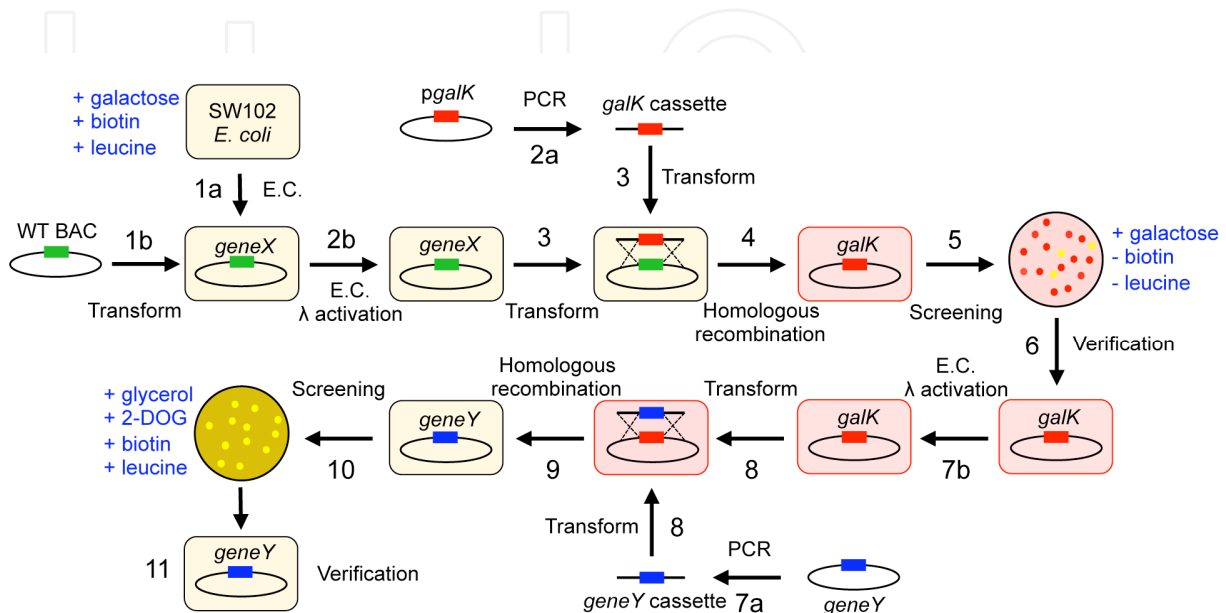 + galactose
+ biotin
+ leucine
SW102
E. coli
1a
E.C.
pgalK
PCR
2a
galK cassette
3
Transform
WT BAC
1b
Transform
geneX
2b
E.C.
λ activation
geneX
3
Transform
4
Homologous
recombination
galK
5
Screening
+ galactose
- biotin
- leucine
6
Verification
galK
E.C.
λ activation
7b
galK
Transform
8
Homologous
recombination
9
geneY
Screening
10
+ glycerol
+ 2-DOG
+ biotin
+ leucine
Transform
8
geneY cassette
PCR
7a
geneY
11
geneY
Verification